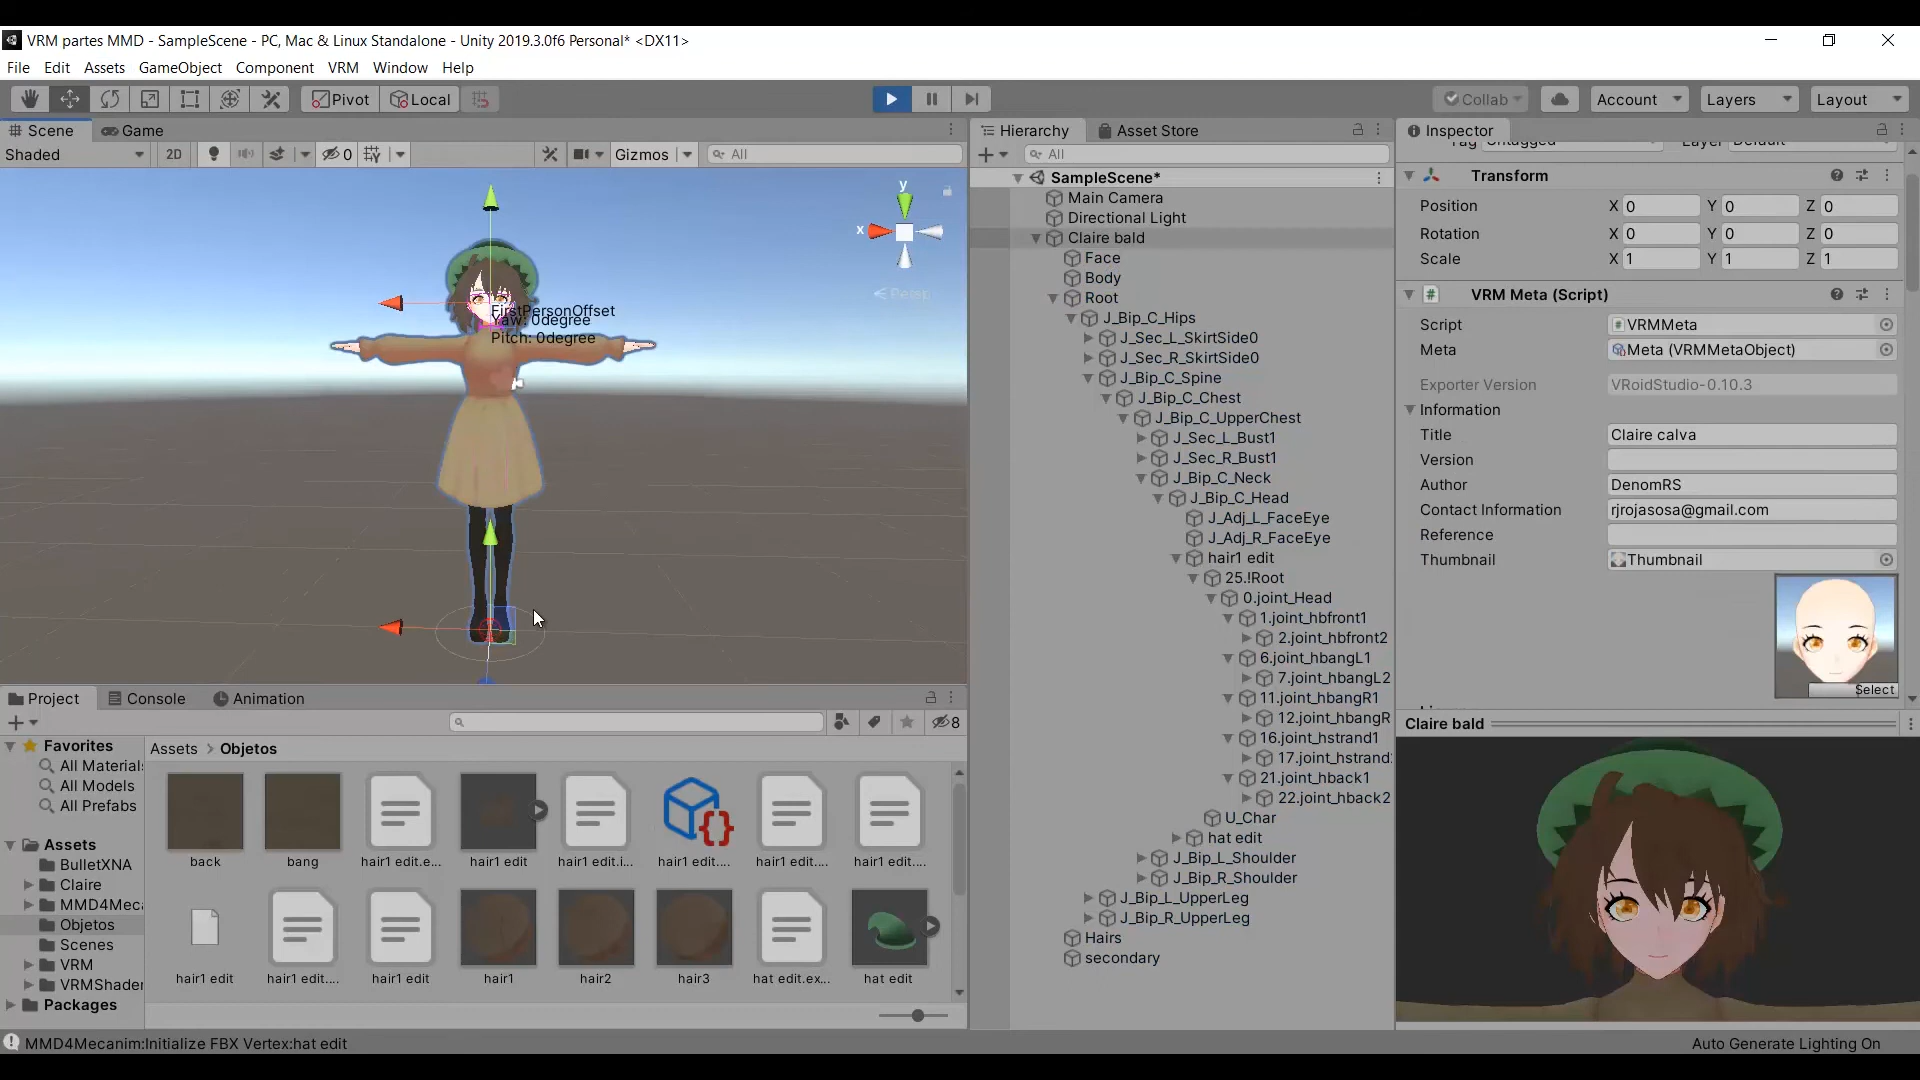 VRM partes MMD - SampleScene - PC, Mac & Linux Standalone - Unity 2019.3.0f6 Personal* <DX11>
File Edit Assets GameObject Component VRM Window Help
Pivot Local Collab Account Layers Layout
Scene Game
Shaded 2D 0 Gizmos All
y
x
Persp
FirstPersonOffset
Yaw: 0degree
Pitch: 0degree
Hierarchy Asset Store
All
SampleScene*
Main Camera
Directional Light
Claire bald
Face
Body
Root
J_Bip_C_Hips
J_Sec_L_SkirtSide0
J_Sec_R_SkirtSide0
J_Bip_C_Spine
J_Bip_C_Chest
J_Bip_C_UpperChest
J_Sec_L_Bust1
J_Sec_R_Bust1
J_Bip_C_Neck
J_Bip_C_Head
J_Adj_L_FaceEye
J_Adj_R_FaceEye
hair1 edit
25.!Root
0.joint_Head
1.joint_hbfront1
2.joint_hbfront2
6.joint_hbangL1
7.joint_hbangL2
11.joint_hbangR1
12.joint_hbangR
16.joint_hstrand1
17.joint_hstrand
21.joint_hback1
22.joint_hback2
U_Char
hat edit
J_Bip_L_Shoulder
J_Bip_R_Shoulder
J_Bip_L_UpperLeg
J_Bip_R_UpperLeg
Hairs
secondary
Inspector
Tag Untagged Layer Default
Transform
Position X 0 Y 0 Z 0
Rotation X 0 Y 0 Z 0
Scale X 1 Y 1 Z 1
VRM Meta (Script)
Script VRMMeta
Meta Meta (VRMMetaObject)
Exporter Version VRoidStudio-0.10.3
Information
Title Claire calva
Version
Author DenomRS
Contact Information rjrojasosa@gmail.com
Reference
Thumbnail Thumbnail
Select
Claire bald
Project Console Animation
8
Favorites
All Materials
All Models
All Prefabs
Assets
BulletXNA
Claire
MMD4Meca
Objetos
Scenes
VRM
VRMShader
Packages
Assets > Objetos
back bang hair1 edit.e... hair1 edit hair1 edit.i... hair1 edit.... hair1 edit.... hair1 edit....
hair1 edit hair1 edit.... hair1 edit hair1 hair2 hair3 hat edit.ex... hat edit
MMD4Mecanim:Initialize FBX Vertex:hat edit
Auto Generate Lighting On